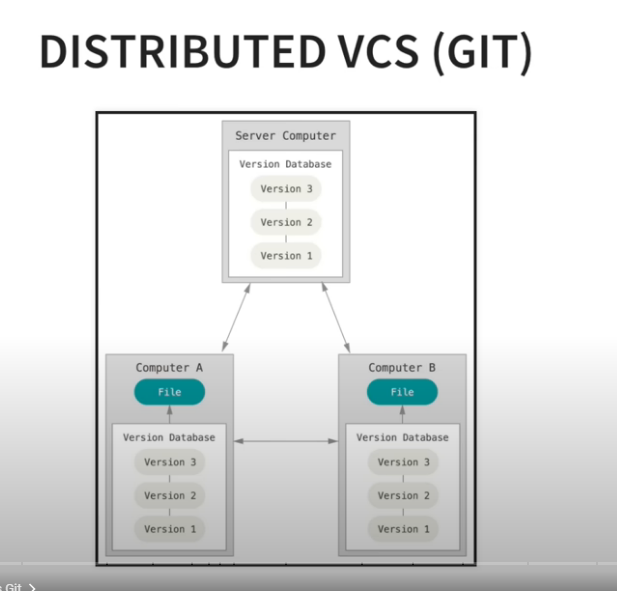 DISTRIBUTED VCS (GIT)
Server Computer
Version Database
Version 3
Version 2
Version 1
Computer A
File
Version Database
Version 3
Version 2
Version 1
Computer B
File
Version Database
Version 3
Version 2
Version 1
Git